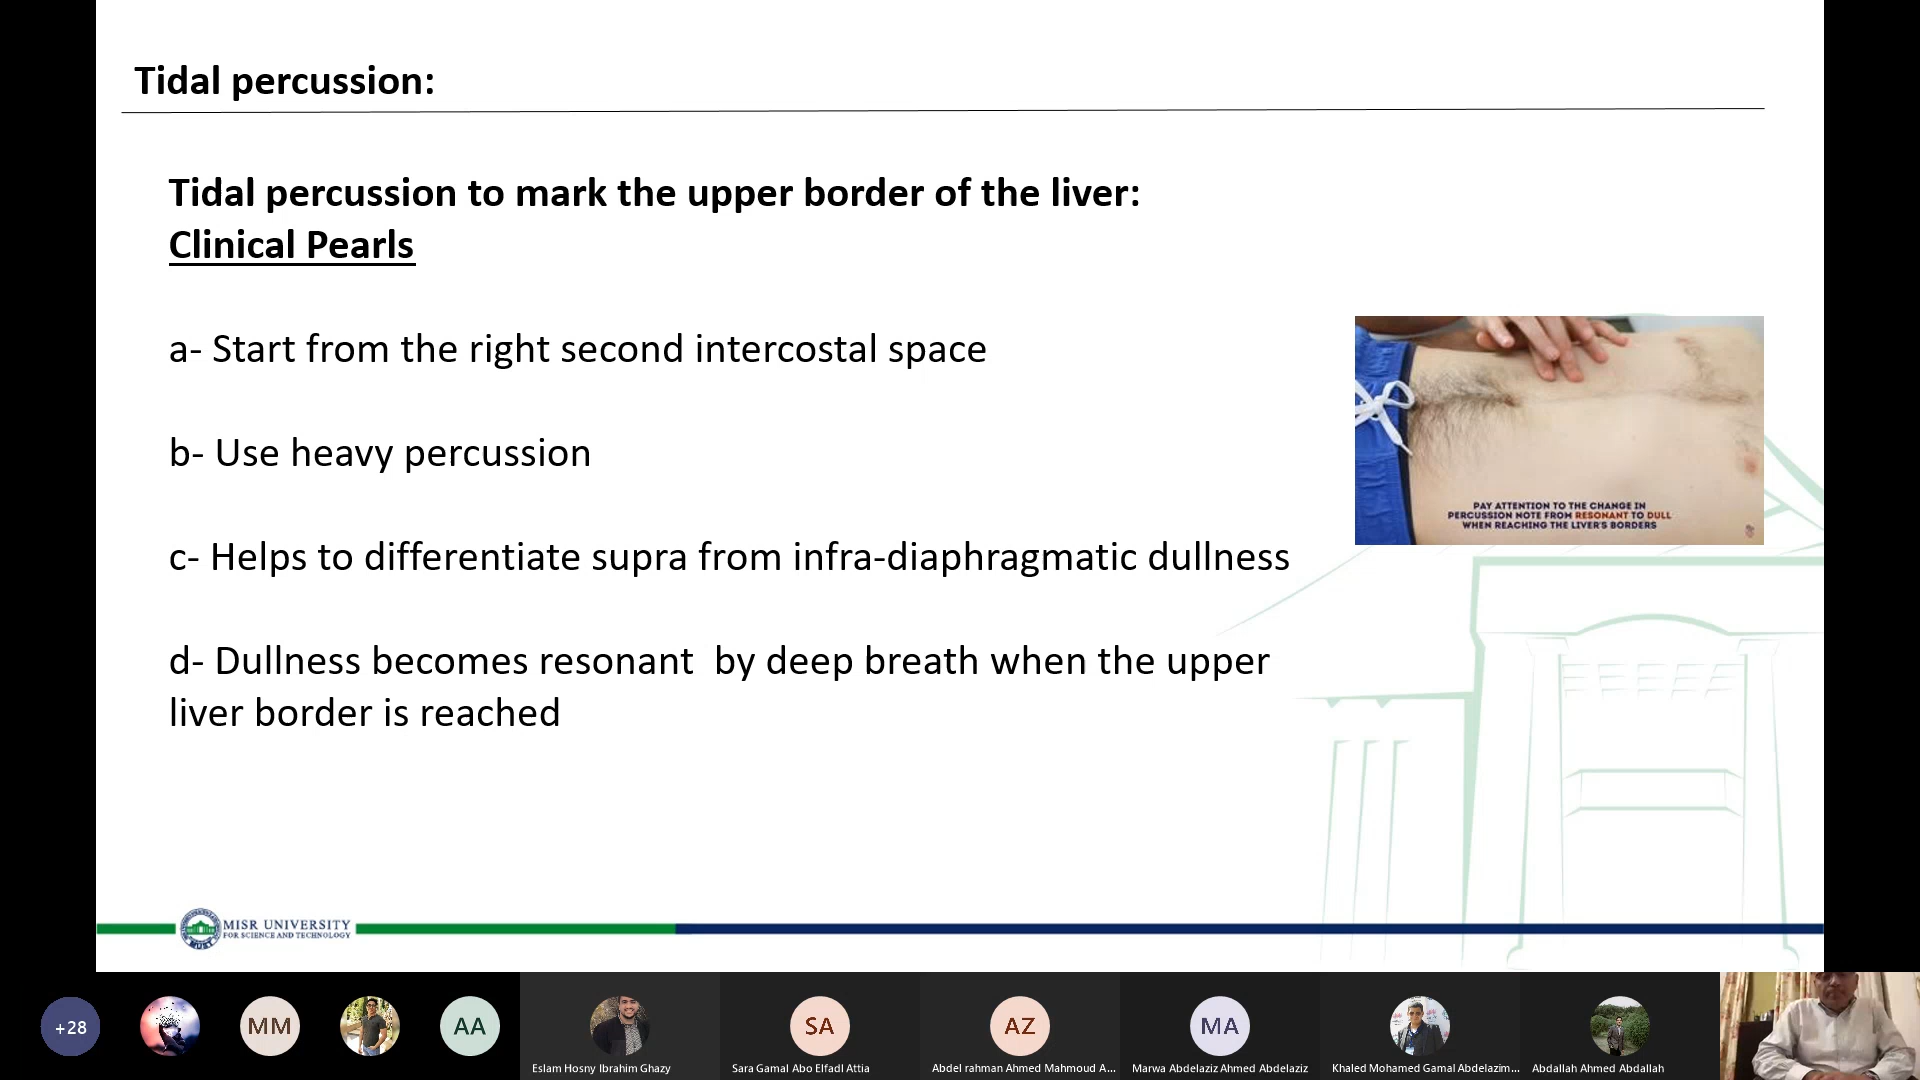 Tidal percussion:
Tidal percussion to mark the upper border of the liver:
Clinical Pearls
a- Start from the right second intercostal space
b- Use heavy percussion
c- Helps to differentiate supra from infra-diaphragmatic dullness
d- Dullness becomes resonant  by deep breath when the upper
liver border is reached
PAY ATTENTION TO THE CHANGE IN
PERCUSSION NOTE FROM RESONANT TO DULL
WHEN REACHING THE LIVER'S BORDERS
MISR UNIVERSITY
FOR SCIENCE AND TECHNOLOGY
MUST
+28
MM
AA
SA
AZ
MA
Eslam Hosny Ibrahim Ghazy
Sara Gamal Abo Elfadl Attia
Abdel rahman Ahmed Mahmoud A...
Marwa Abdelaziz Ahmed Abdelaziz
Khaled Mohamed Gamal Abdelazim...
Abdallah Ahmed Abdallah